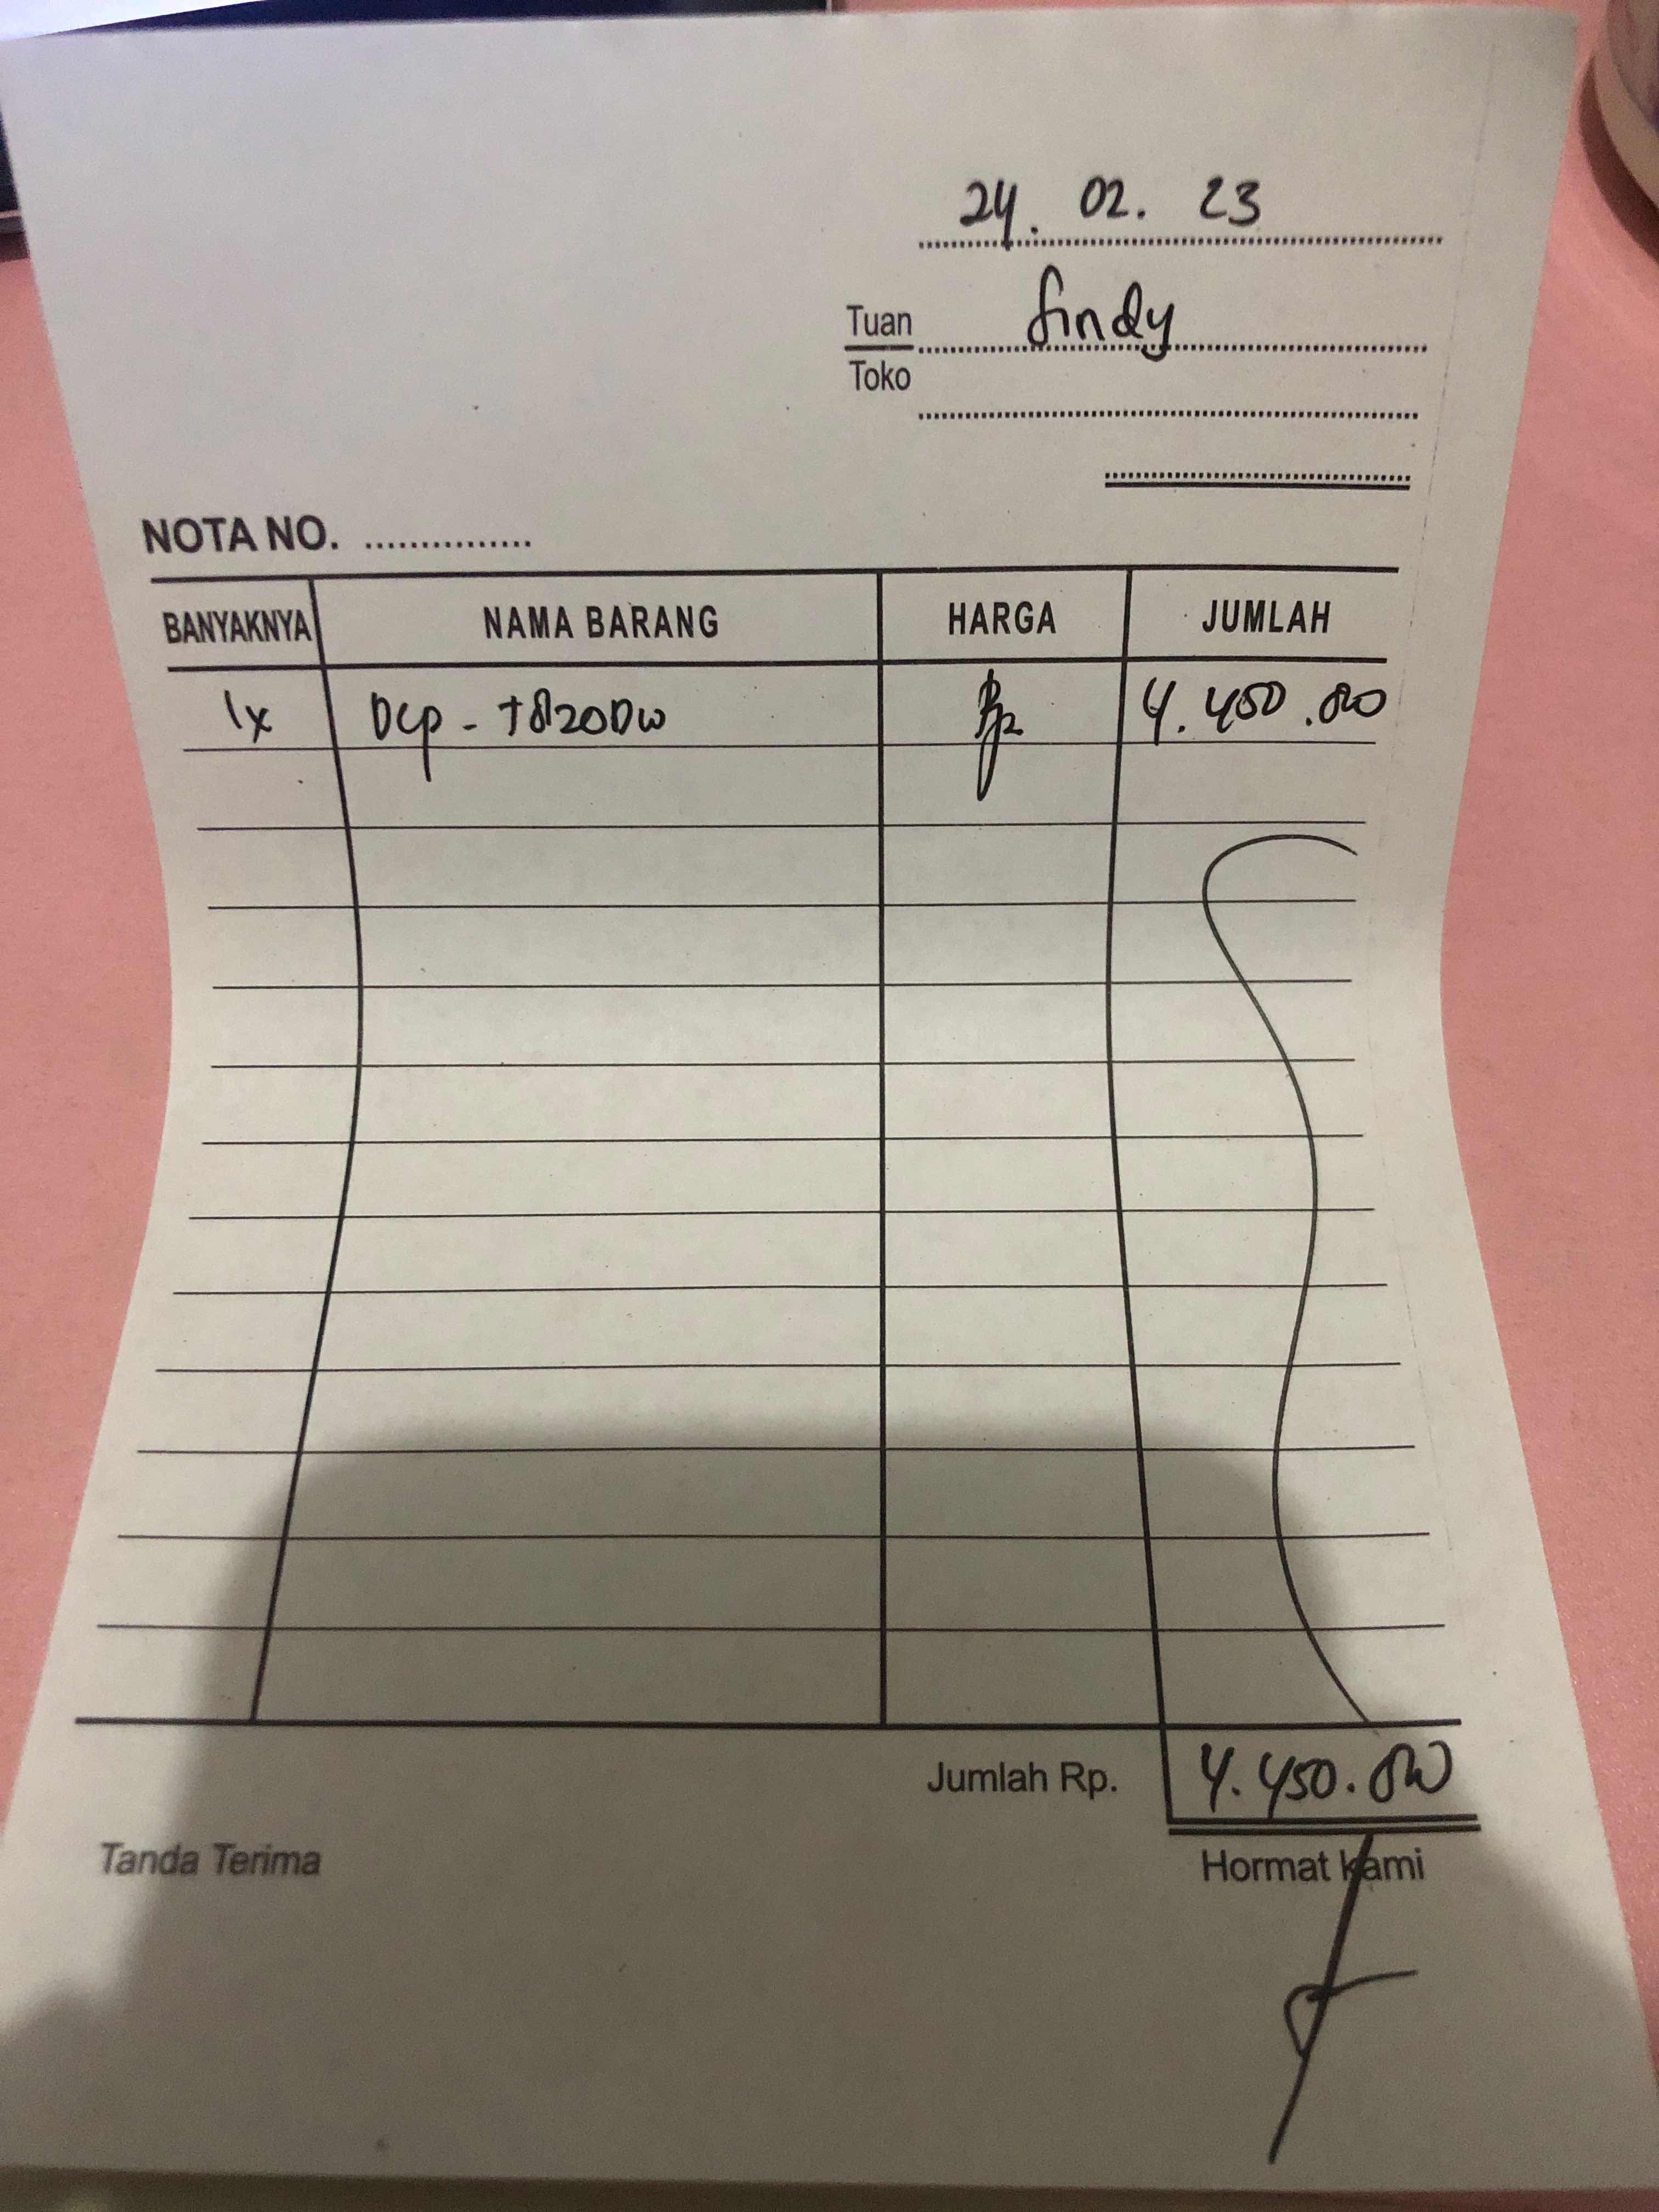 24. 02. 23
Tuan findy
Toko
NOTA NO. ...............
BANYAKNYA NAMA BARANG HARGA JUMLAH
1x Dcp - T820DW Rp 4.450.000
Jumlah Rp. 4.450.000
Tanda Terima Hormat kami